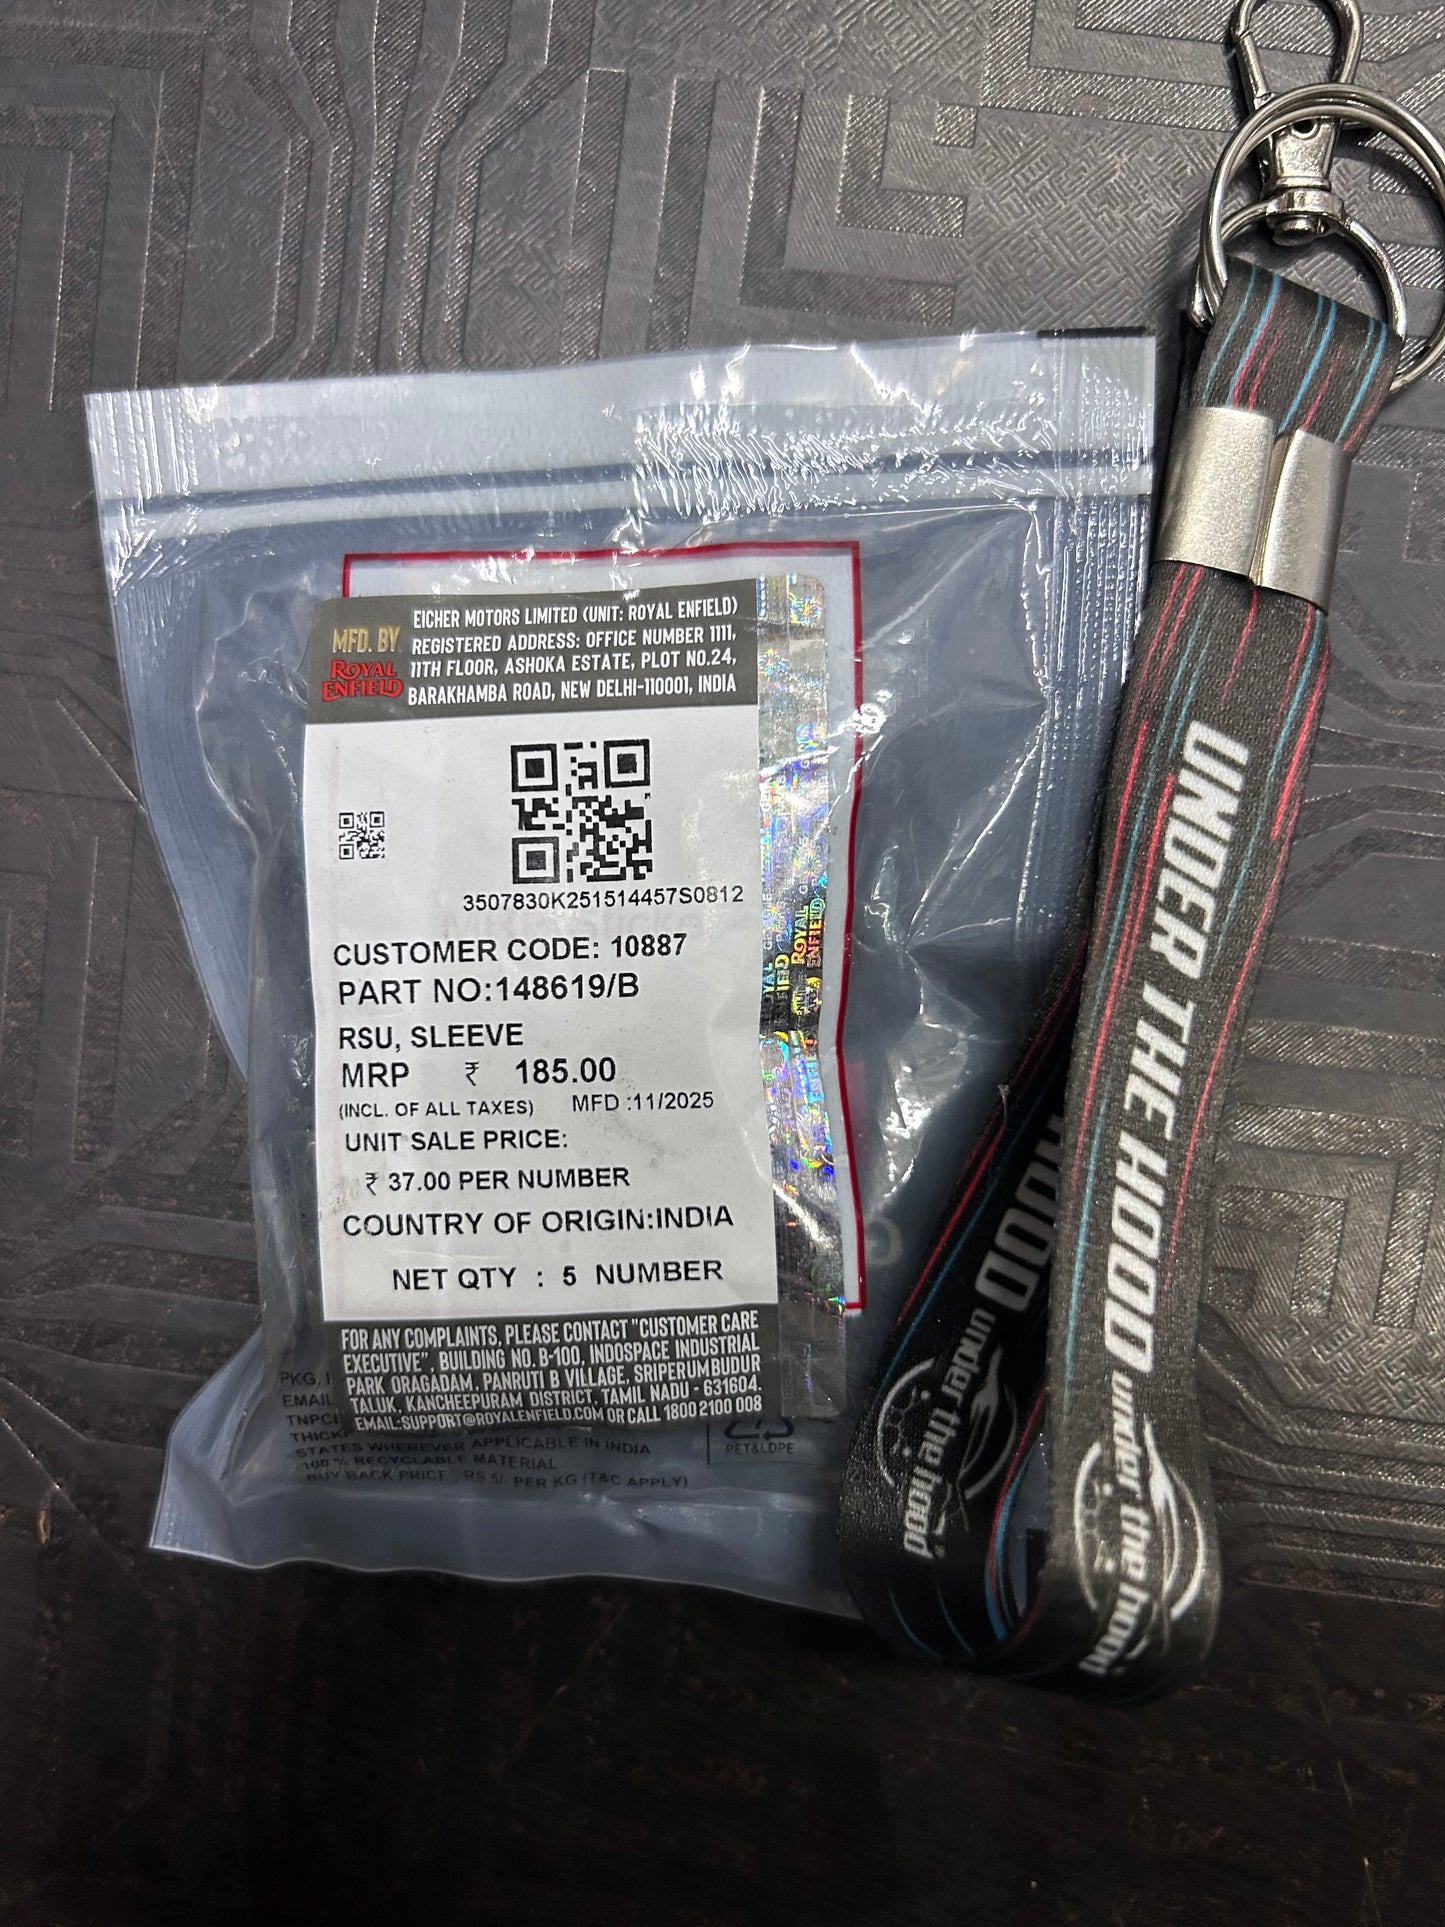 MFD. BY
ROYAL
ENFIELD
EICHER MOTORS LIMITED (UNIT: ROYAL ENFIELD)
REGISTERED ADDRESS: OFFICE NUMBER 1111,
11TH FLOOR, ASHOKA ESTATE, PLOT NO.24,
BARAKHAMBA ROAD, NEW DELHI-110001, INDIA
3507830K251514457S0812
CUSTOMER CODE: 10887
PART NO:148619/B
RSU, SLEEVE
MRP ₹ 185.00
(INCL. OF ALL TAXES) MFD :11/2025
UNIT SALE PRICE:
₹ 37.00 PER NUMBER
COUNTRY OF ORIGIN:INDIA
NET QTY : 5 NUMBER
FOR ANY COMPLAINTS, PLEASE CONTACT "CUSTOMER CARE
EXECUTIVE", BUILDING NO. B-100, INDOSPACE INDUSTRIAL
PARK ORAGADAM, PANRUTI B VILLAGE, SRIPERUMBUDUR
TALUK, KANCHEEPURAM DISTRICT, TAMIL NADU - 631604.
EMAIL:SUPPORT@ROYALENFIELD.COM OR CALL 1800 2100 008
ROYAL
ENFIELD
PKG.
EMAIL
TNPC
THICK
STATES WHEREVER APPLICABLE IN INDIA
100 % RECYCLABLE MATERIAL
BUY BACK PRICE RS 5/- PER KG (T&C APPLY)
PET&LDPE
UNDER THE HOOD
under the hood
HOOD
under the hood